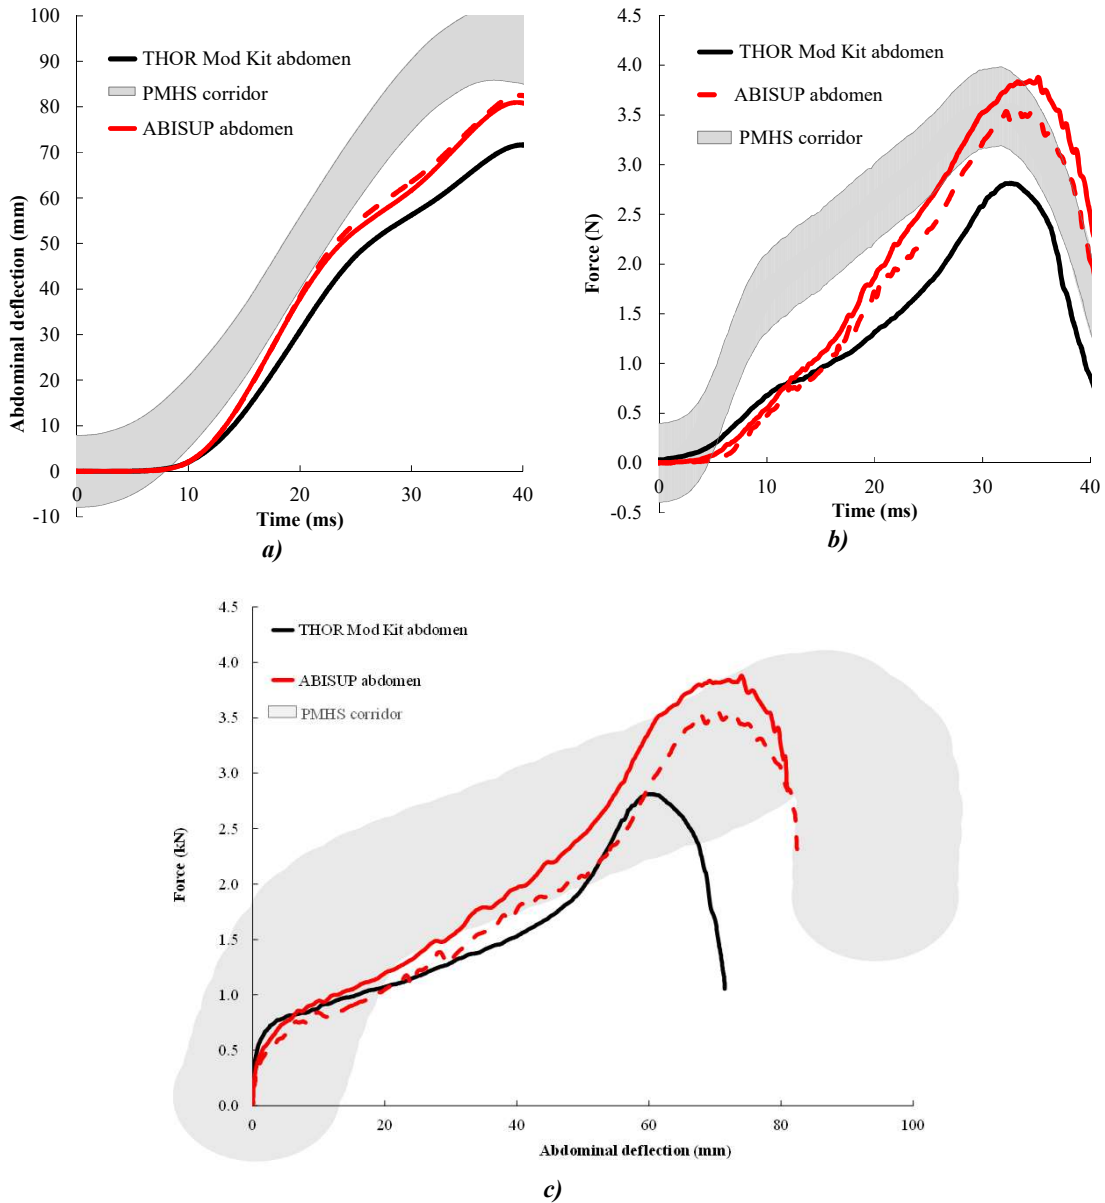 100
90
80
70
60
50
40
30
20
10
0
-10
Abdominal deflection (mm)
THOR Mod Kit abdomen
PMHS corridor
ABISUP abdomen
0 10 20 30 40
Time (ms)
a)
4.5
4.0
3.5
3.0
2.5
2.0
1.5
1.0
0.5
0.0
-0.5
Force (N)
THOR Mod Kit abdomen
ABISUP abdomen
PMHS corridor
0 10 20 30 40
Time (ms)
b)
4.5
4.0
3.5
3.0
2.5
2.0
1.5
1.0
0.5
0.0
Force (kN)
THOR Mod Kit abdomen
ABISUP abdomen
PMHS corridor
0 20 40 60 80 100
Abdominal deflection (mm)
c)